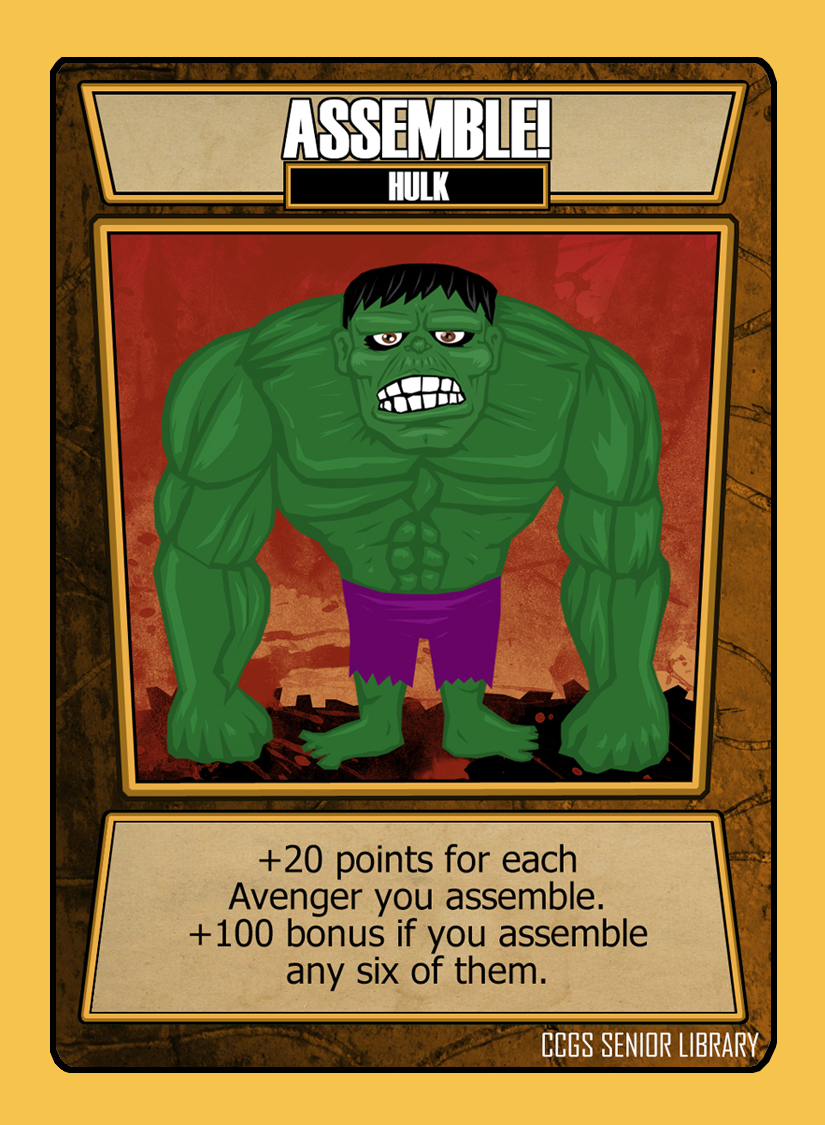 ASSEMBLE!
HULK
+20 points for each
Avenger you assemble.
+100 bonus if you assemble
any six of them.
CCGS SENIOR LIBRARY